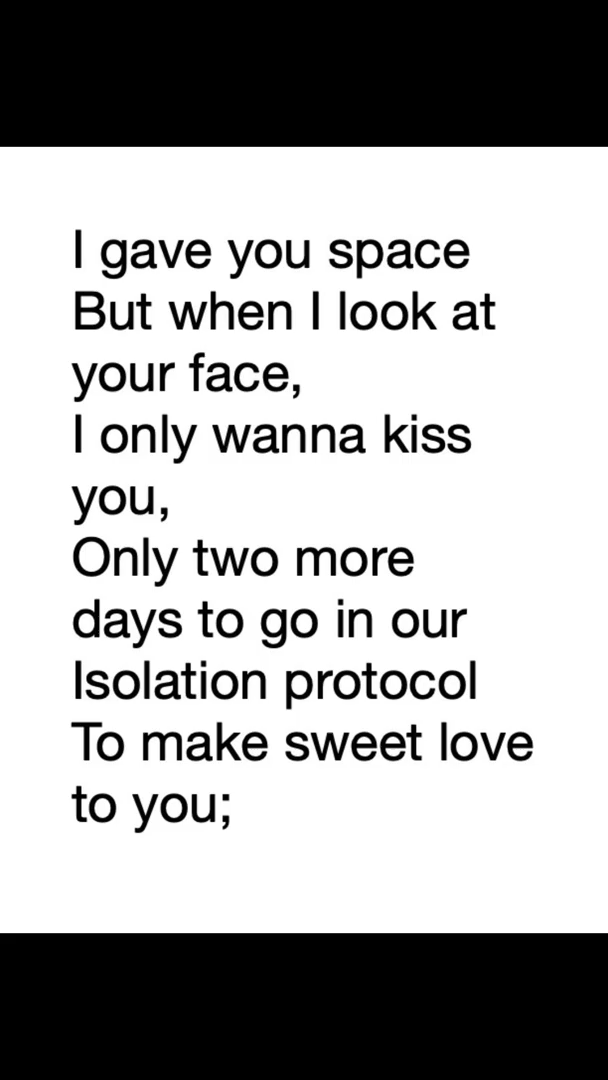 I gave you space
But when I look at
your face,
I only wanna kiss
you,
Only two more
days to go in our
Isolation protocol
To make sweet love
to you;